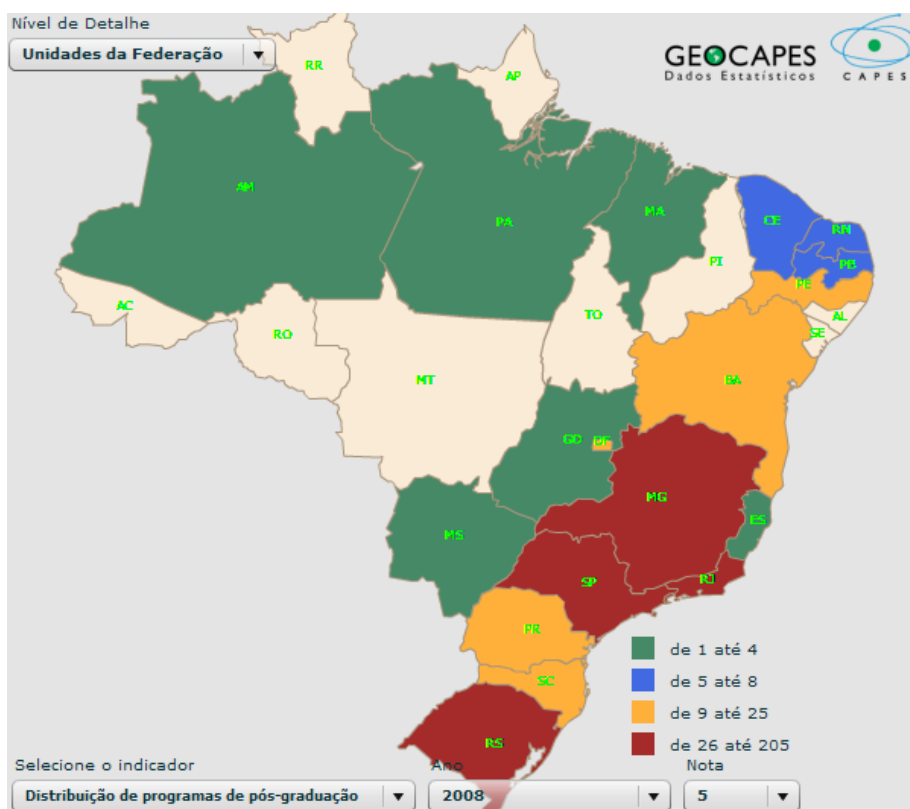 Nível de Detalhe
Unidades da Federação
GEOCAPES
Dados Estatísticos
CAPES
RR
AP
AM
PA
MA
CE
RN
PB
PE
PI
AL
SE
AC
RO
TO
MT
BA
GO
DF
MG
ES
MS
SP
RJ
PR
SC
RS
de 1 até 4
de 5 até 8
de 9 até 25
de 26 até 205
Selecione o indicador
Ano
Nota
Distribuição de programas de pós-graduação
2008
5